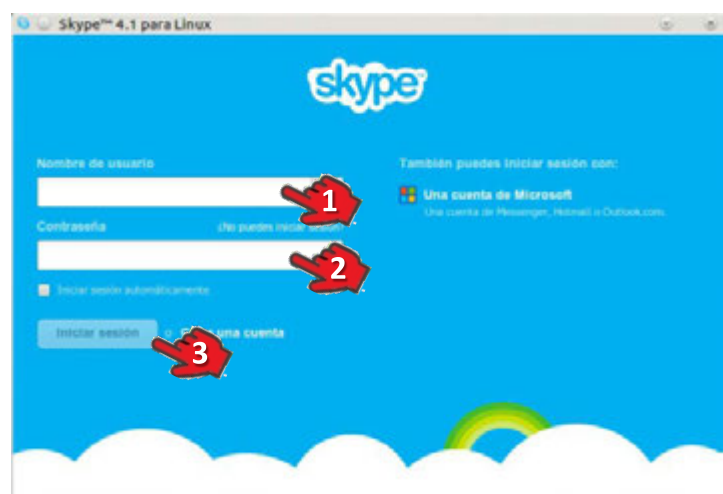 Skype™ 4.1 para Linux
skype
Nombre de usuario
1
Contraseña
¿No puedes iniciar sesión?
2
Iniciar sesión automáticamente
Iniciar sesión
o
una cuenta
3
También puedes iniciar sesión con:
Una cuenta de Microsoft
Una cuenta de Messenger, Hotmail o Outlook.com